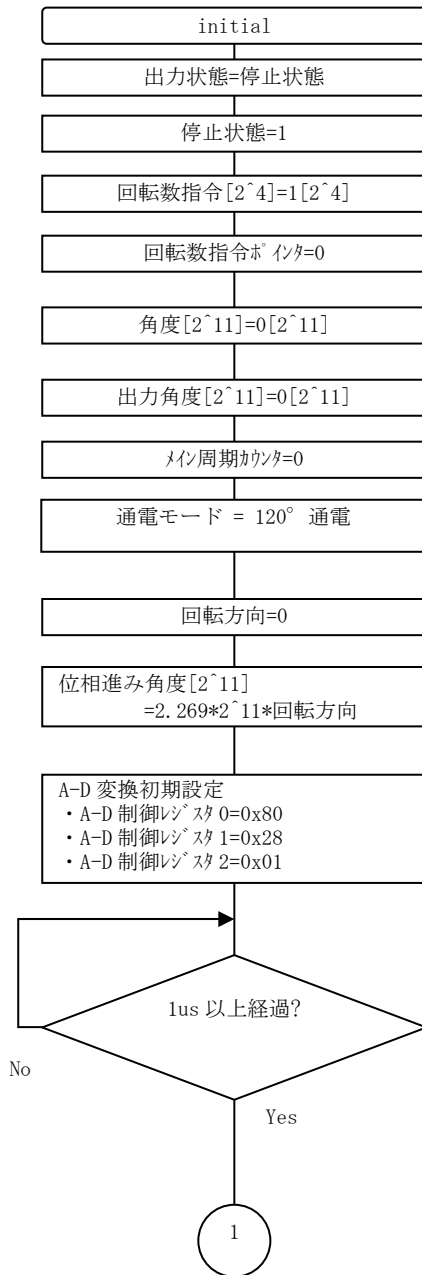 initial
出力状態=停止状態
停止状態=1
回転数指令[2^4]=1[2^4]
回転数指令ﾎﾟｲﾝﾀ=0
角度[2^11]=0[2^11]
出力角度[2^11]=0[2^11]
ﾒｲﾝ周期ｶｳﾝﾀ=0
通電モード = 120° 通電
回転方向=0
位相進み角度[2^11]
=2.269*2^11*回転方向
A-D 変換初期設定
・A-D 制御ﾚｼﾞｽﾀ 0=0x80
・A-D 制御ﾚｼﾞｽﾀ 1=0x28
・A-D 制御ﾚｼﾞｽﾀ 2=0x01
1us 以上経過?
No
Yes
1